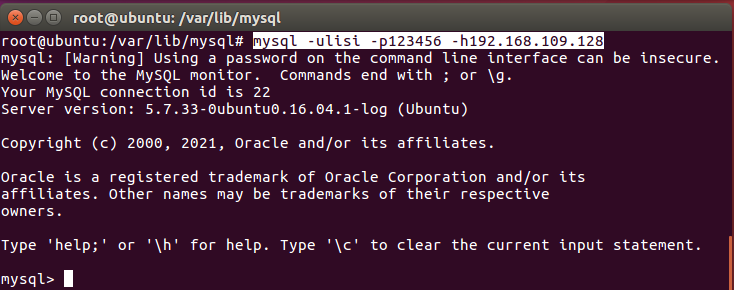 root@ubuntu: /var/lib/mysql
root@ubuntu:/var/lib/mysql# mysql -ulisi -p123456 -h192.168.109.128
mysql: [Warning] Using a password on the command line interface can be insecure.
Welcome to the MySQL monitor.  Commands end with ; or \g.
Your MySQL connection id is 22
Server version: 5.7.33-0ubuntu0.16.04.1-log (Ubuntu)
Copyright (c) 2000, 2021, Oracle and/or its affiliates.
Oracle is a registered trademark of Oracle Corporation and/or its
affiliates. Other names may be trademarks of their respective
owners.
Type 'help;' or '\h' for help. Type '\c' to clear the current input statement.
mysql>